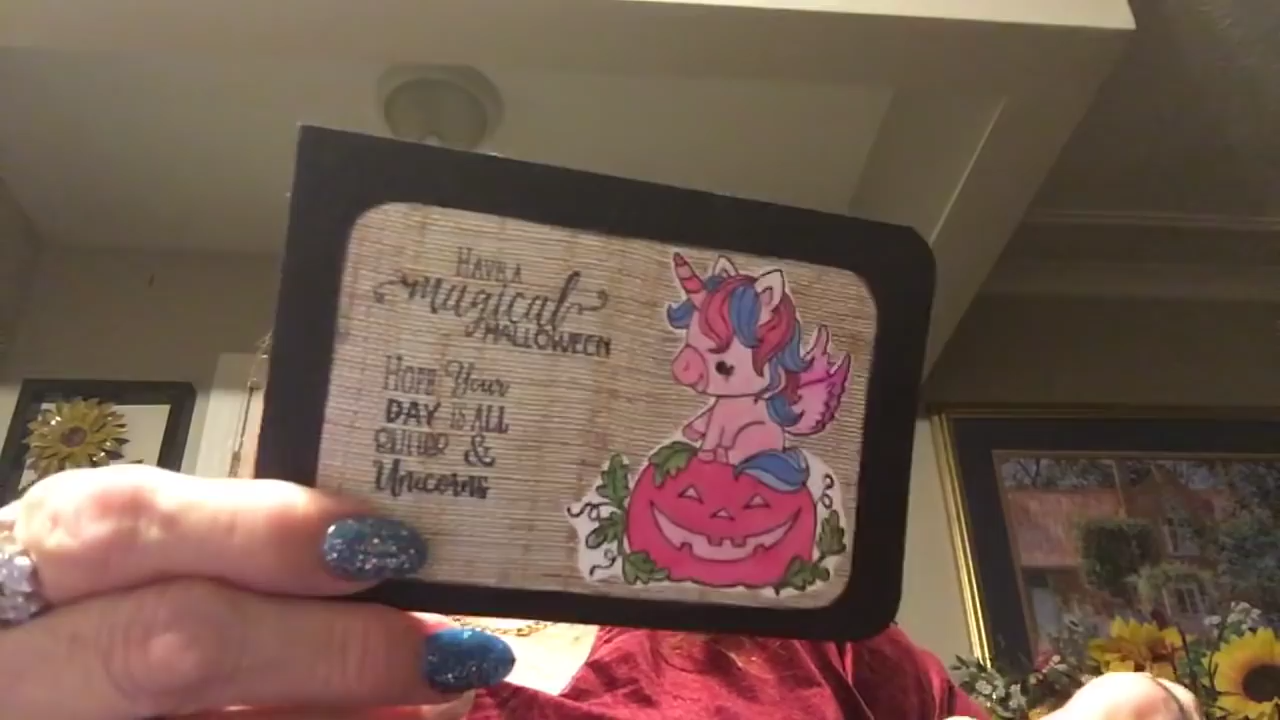 HAVE A
magical
HALLOWEEN
HOPE Your
DAY is ALL
&
Unicorns